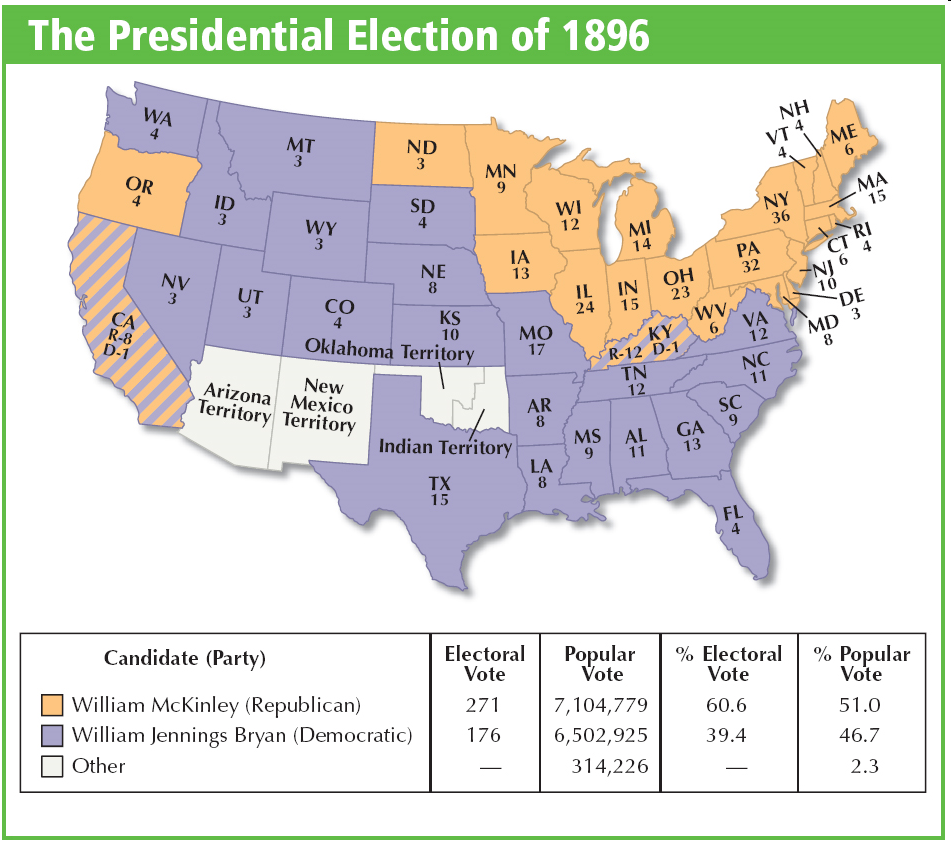 The Presidential Election of 1896
WA
4
OR
4
CA
R-8
D-1
ID
3
NV
3
MT
3
WY
3
UT
3
CO
4
Arizona
Territory
New
Mexico
Territory
ND
3
SD
4
NE
8
KS
10
Oklahoma Territory
Indian Territory
TX
15
MN
9
IA
13
MO
17
AR
8
LA
8
WI
12
IL
24
MI
14
IN
15
OH
23
KY
R-12 D-1
TN
12
MS
9
AL
11
GA
13
FL
4
SC
9
NC
11
VA
12
WV
6
PA
32
NY
36
VT
4
NH
4
ME
6
MA
15
RI
4
CT
6
NJ
10
DE
3
MD
8
Candidate (Party)
Electoral
Vote
Popular
Vote
% Electoral
Vote
% Popular
Vote
William McKinley (Republican) 271 7,104,779 60.6 51.0
William Jennings Bryan (Democratic) 176 6,502,925 39.4 46.7
Other — 314,226 — 2.3